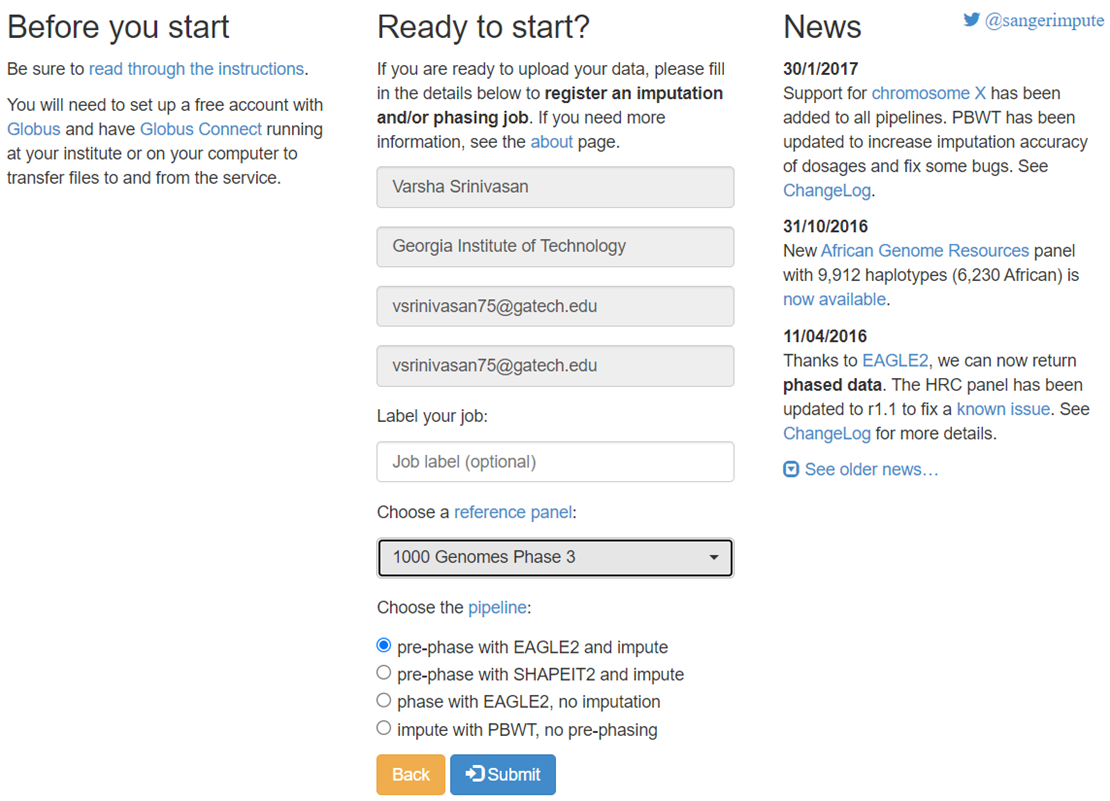 Before you start
Be sure to read through the instructions.
You will need to set up a free account with
Globus and have Globus Connect running
at your institute or on your computer to
transfer files to and from the service.
Ready to start?
If you are ready to upload your data, please fill
in the details below to register an imputation
and/or phasing job. If you need more
information, see the about page.
Varsha Srinivasan
Georgia Institute of Technology
vsrinivasan75@gatech.edu
vsrinivasan75@gatech.edu
Label your job:
Job label (optional)
Choose a reference panel:
1000 Genomes Phase 3
Choose the pipeline:
pre-phase with EAGLE2 and impute
pre-phase with SHAPEIT2 and impute
phase with EAGLE2, no imputation
impute with PBWT, no pre-phasing
Back
Submit
News
@sangerimpute
30/1/2017
Support for chromosome X has been
added to all pipelines. PBWT has been
updated to increase imputation accuracy
of dosages and fix some bugs. See
ChangeLog.
31/10/2016
New African Genome Resources panel
with 9,912 haplotypes (6,230 African) is
now available.
11/04/2016
Thanks to EAGLE2, we can now return
phased data. The HRC panel has been
updated to r1.1 to fix a known issue. See
ChangeLog for more details.
See older news…